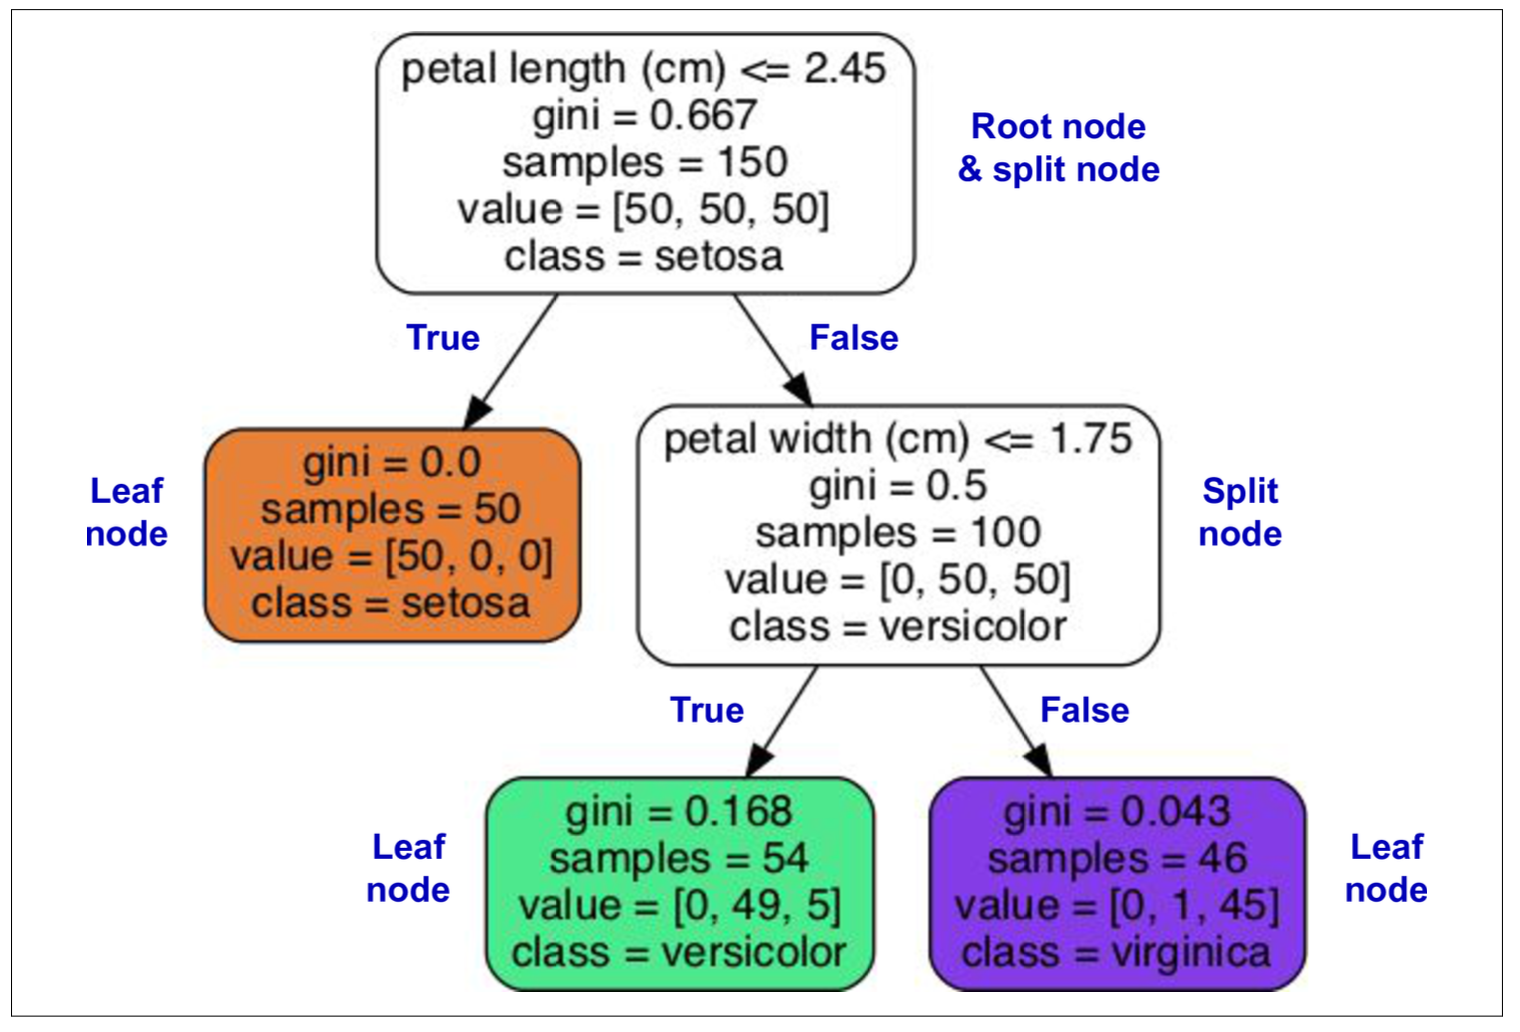 petal length (cm) <= 2.45
gini = 0.667
samples = 150
value = [50, 50, 50]
class = setosa
Root node
& split node
True
False
Leaf
node
gini = 0.0
samples = 50
value = [50, 0, 0]
class = setosa
petal width (cm) <= 1.75
gini = 0.5
samples = 100
value = [0, 50, 50]
class = versicolor
Split
node
True
False
Leaf
node
gini = 0.168
samples = 54
value = [0, 49, 5]
class = versicolor
gini = 0.043
samples = 46
value = [0, 1, 45]
class = virginica
Leaf
node